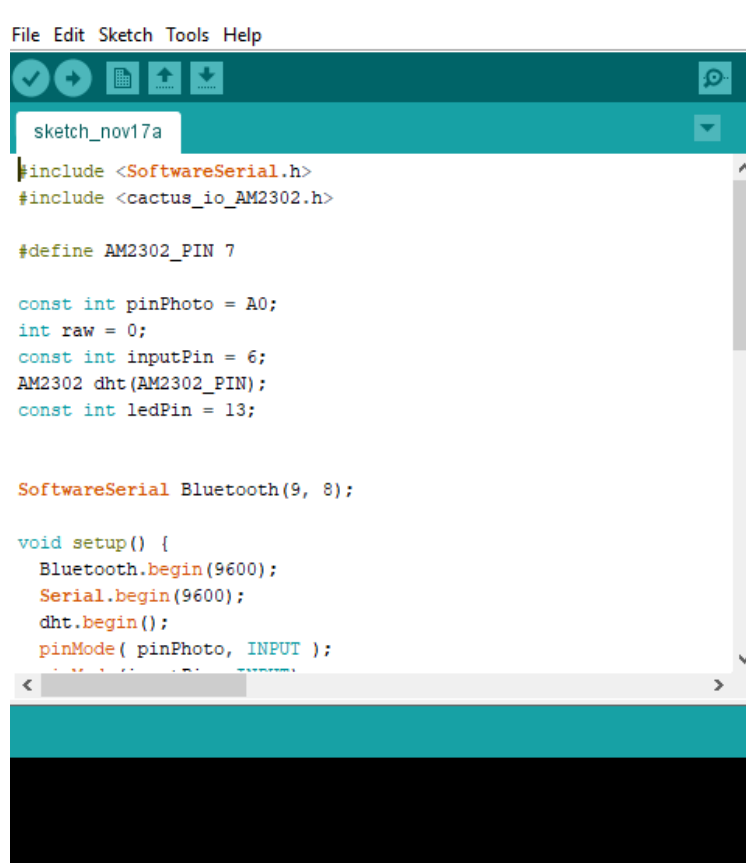 File Edit Sketch Tools Help
sketch_nov17a
#include <SoftwareSerial.h>
#include <cactus_io_AM2302.h>
#define AM2302_PIN 7
const int pinPhoto = A0;
int raw = 0;
const int inputPin = 6;
AM2302 dht(AM2302_PIN);
const int ledPin = 13;
SoftwareSerial Bluetooth(9, 8);
void setup() {
  Bluetooth.begin(9600);
  Serial.begin(9600);
  dht.begin();
  pinMode( pinPhoto, INPUT );